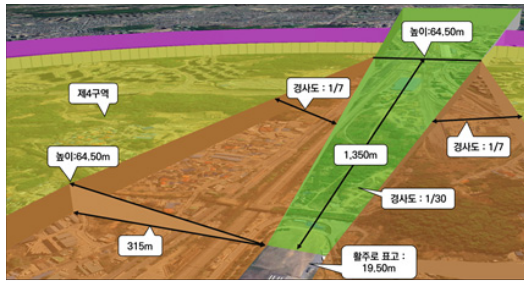 높이:64.50m
경사도 : 1/7
제4구역
높이:64.50m
1,350m
경사도 : 1/7
경사도 : 1/30
315m
활주로 표고 :
19.50m